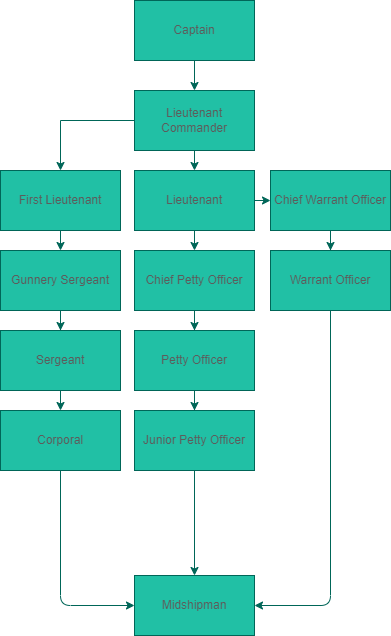 Captain
Lieutenant
Commander
First Lieutenant
Lieutenant
Chief Warrant Officer
Gunnery Sergeant
Chief Petty Officer
Warrant Officer
Sergeant
Petty Officer
Corporal
Junior Petty Officer
Midshipman